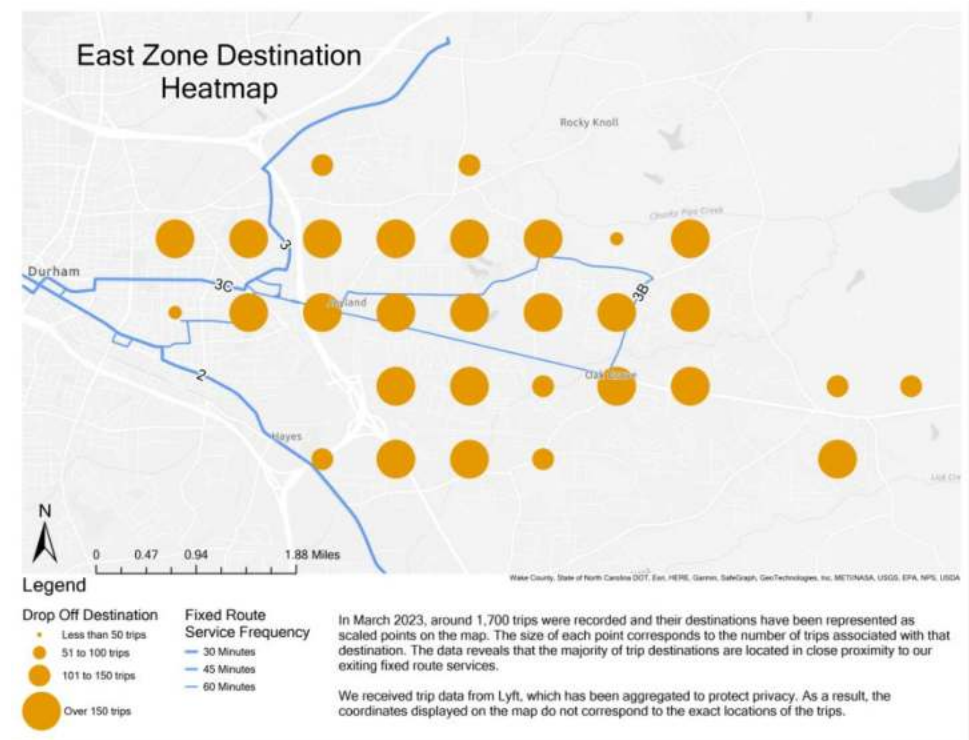 East Zone Destination
Heatmap
Rocky Knoll
Chunky Pipe Creek
3
Durham
3C
3B
2
Hayes
N
0 0.47 0.94 1.88 Miles
Wake County, State of North Carolina DOT, Esri, HERE, Garmin, SafeGraph, GeoTechnologies, Inc, METI/NASA, USGS, EPA, NPS, USDA
Legend
Drop Off Destination
Less than 50 trips
51 to 100 trips
101 to 150 trips
Over 150 trips
Fixed Route
Service Frequency
30 Minutes
45 Minutes
60 Minutes
In March 2023, around 1,700 trips were recorded and their destinations have been represented as
scaled points on the map. The size of each point corresponds to the number of trips associated with that
destination. The data reveals that the majority of trip destinations are located in close proximity to our
exiting fixed route services.
We received trip data from Lyft, which has been aggregated to protect privacy. As a result, the
coordinates displayed on the map do not correspond to the exact locations of the trips.